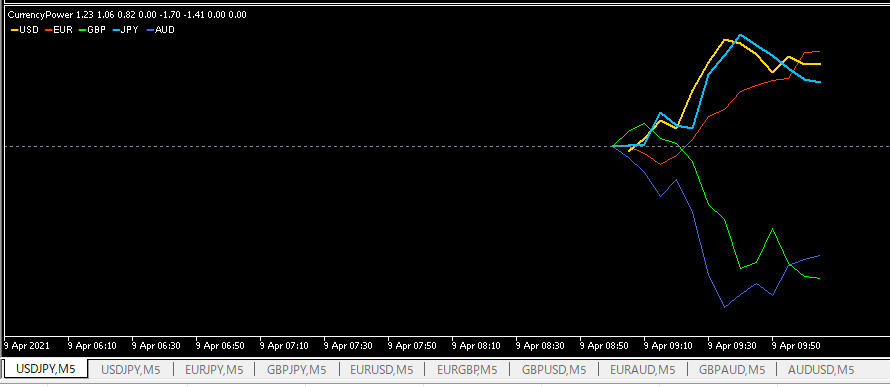 CurrencyPower 1.23 1.06 0.82 0.00 -1.70 -1.41 0.00 0.00
USD EUR GBP JPY AUD
9 Apr 2021 9 Apr 06:10 9 Apr 06:30 9 Apr 06:50 9 Apr 07:10 9 Apr 07:30 9 Apr 07:50 9 Apr 08:10 9 Apr 08:30 9 Apr 08:50 9 Apr 09:10 9 Apr 09:30 9 Apr 09:50
USDJPY,M5 USDJPY,M5 EURJPY,M5 GBPJPY,M5 EURUSD,M5 EURGBP,M5 GBPUSD,M5 EURAUD,M5 GBPAUD,M5 AUDUSD,M5